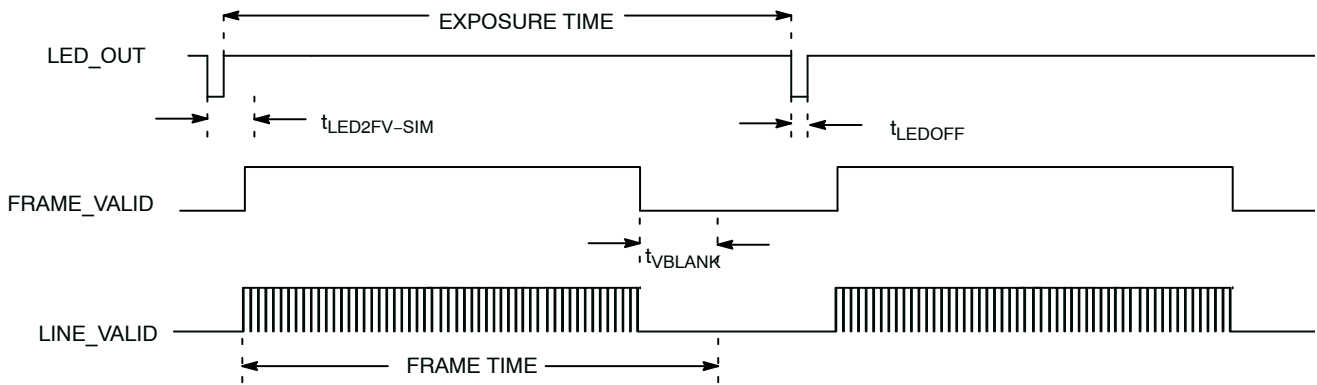 EXPOSURE TIME
LED_OUT
tLED2FV−SIM
tLEDOFF
FRAME_VALID
tVBLANK
LINE_VALID
FRAME TIME